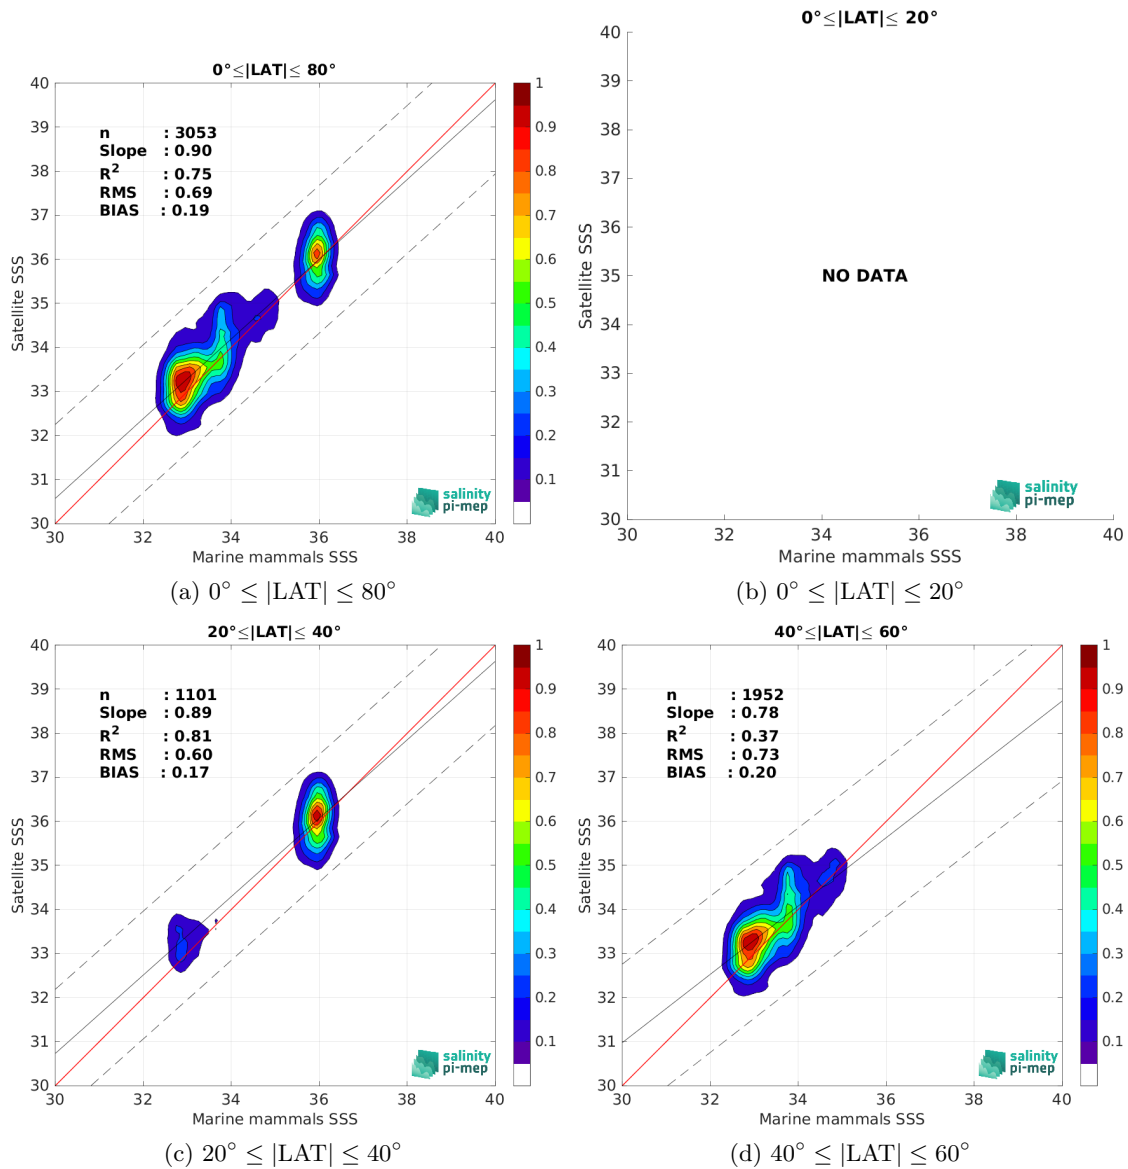 0°≤|LAT|≤ 80°
40
39
38
37
36
35
34
33
32
31
30
Satellite SSS
n : 3053
Slope : 0.90
R² : 0.75
RMS : 0.69
BIAS : 0.19
salinity
pi-mep
30 32 34 36 38 40
Marine mammals SSS
1
0.9
0.8
0.7
0.6
0.5
0.4
0.3
0.2
0.1
(a) 0° ≤ |LAT| ≤ 80°
0°≤|LAT|≤ 20°
40
39
38
37
36
35
34
33
32
31
30
Satellite SSS
NO DATA
salinity
pi-mep
30 32 34 36 38 40
Marine mammals SSS
(b) 0° ≤ |LAT| ≤ 20°
20°≤|LAT|≤ 40°
40
39
38
37
36
35
34
33
32
31
30
Satellite SSS
n : 1101
Slope : 0.89
R² : 0.81
RMS : 0.60
BIAS : 0.17
salinity
pi-mep
30 32 34 36 38 40
Marine mammals SSS
1
0.9
0.8
0.7
0.6
0.5
0.4
0.3
0.2
0.1
(c) 20° ≤ |LAT| ≤ 40°
40°≤|LAT|≤ 60°
40
39
38
37
36
35
34
33
32
31
30
Satellite SSS
n : 1952
Slope : 0.78
R² : 0.37
RMS : 0.73
BIAS : 0.20
salinity
pi-mep
30 32 34 36 38 40
Marine mammals SSS
1
0.9
0.8
0.7
0.6
0.5
0.4
0.3
0.2
0.1
(d) 40° ≤ |LAT| ≤ 60°